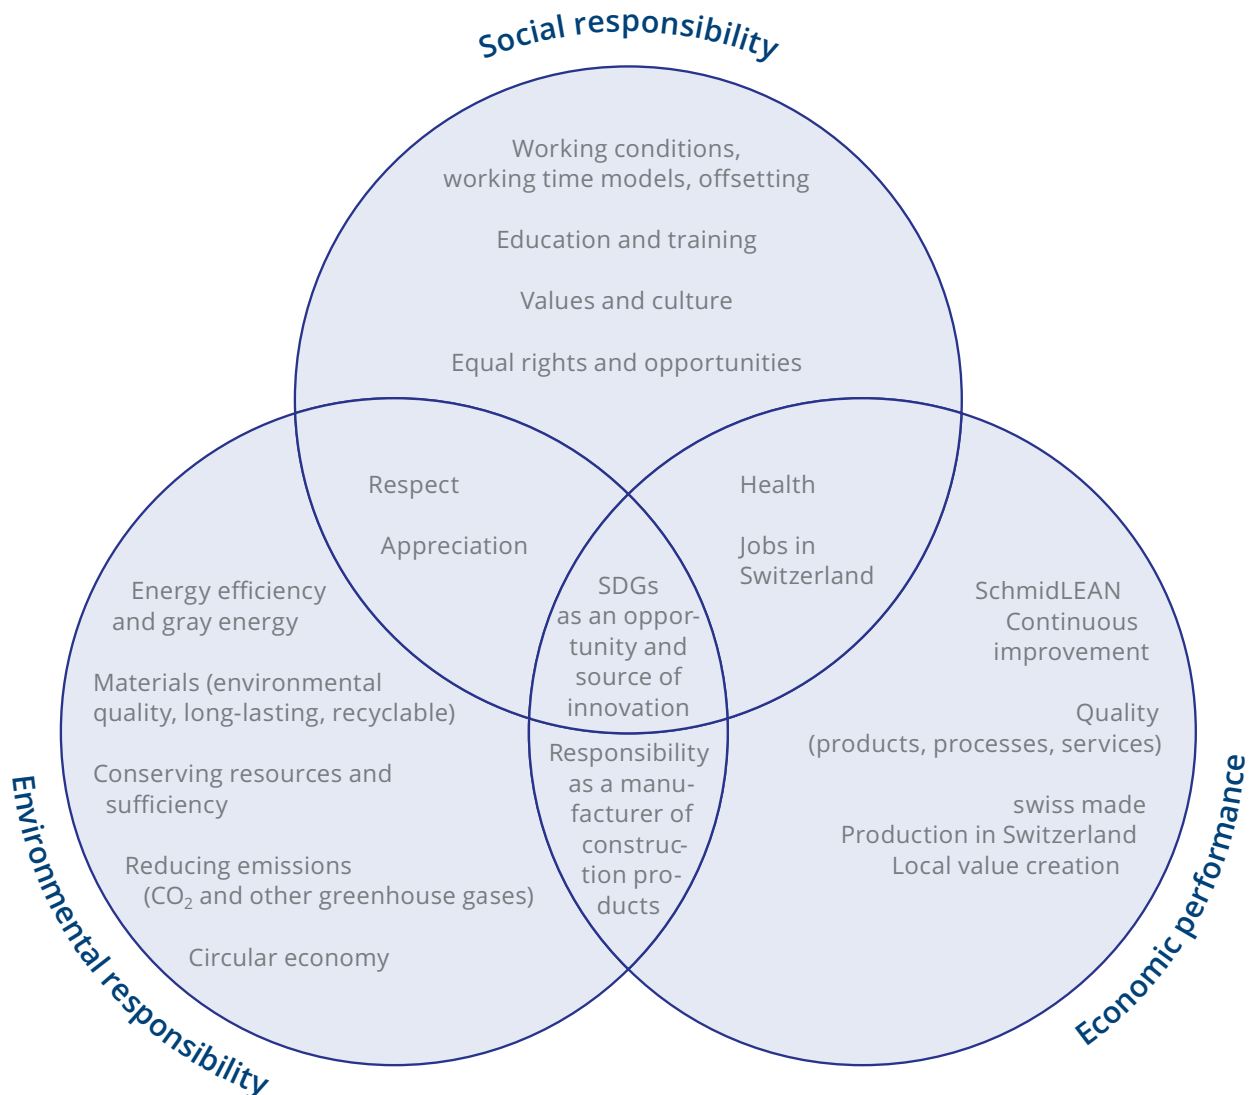 Social responsibility
Working conditions,
working time models, offsetting
Education and training
Values and culture
Equal rights and opportunities
Respect
Appreciation
Health
Jobs in
Switzerland
SDGs
as an oppor-
tunity and
source of
innovation
Energy efficiency
and gray energy
Materials (environmental
quality, long-lasting, recyclable)
Conserving resources and
sufficiency
Reducing emissions
(CO₂ and other greenhouse gases)
Circular economy
Environmental responsibility
Responsibility
as a manu-
facturer of
construc-
tion pro-
ducts
SchmidLEAN
Continuous
improvement
Quality
(products, processes, services)
swiss made
Production in Switzerland
Local value creation
Economic performance